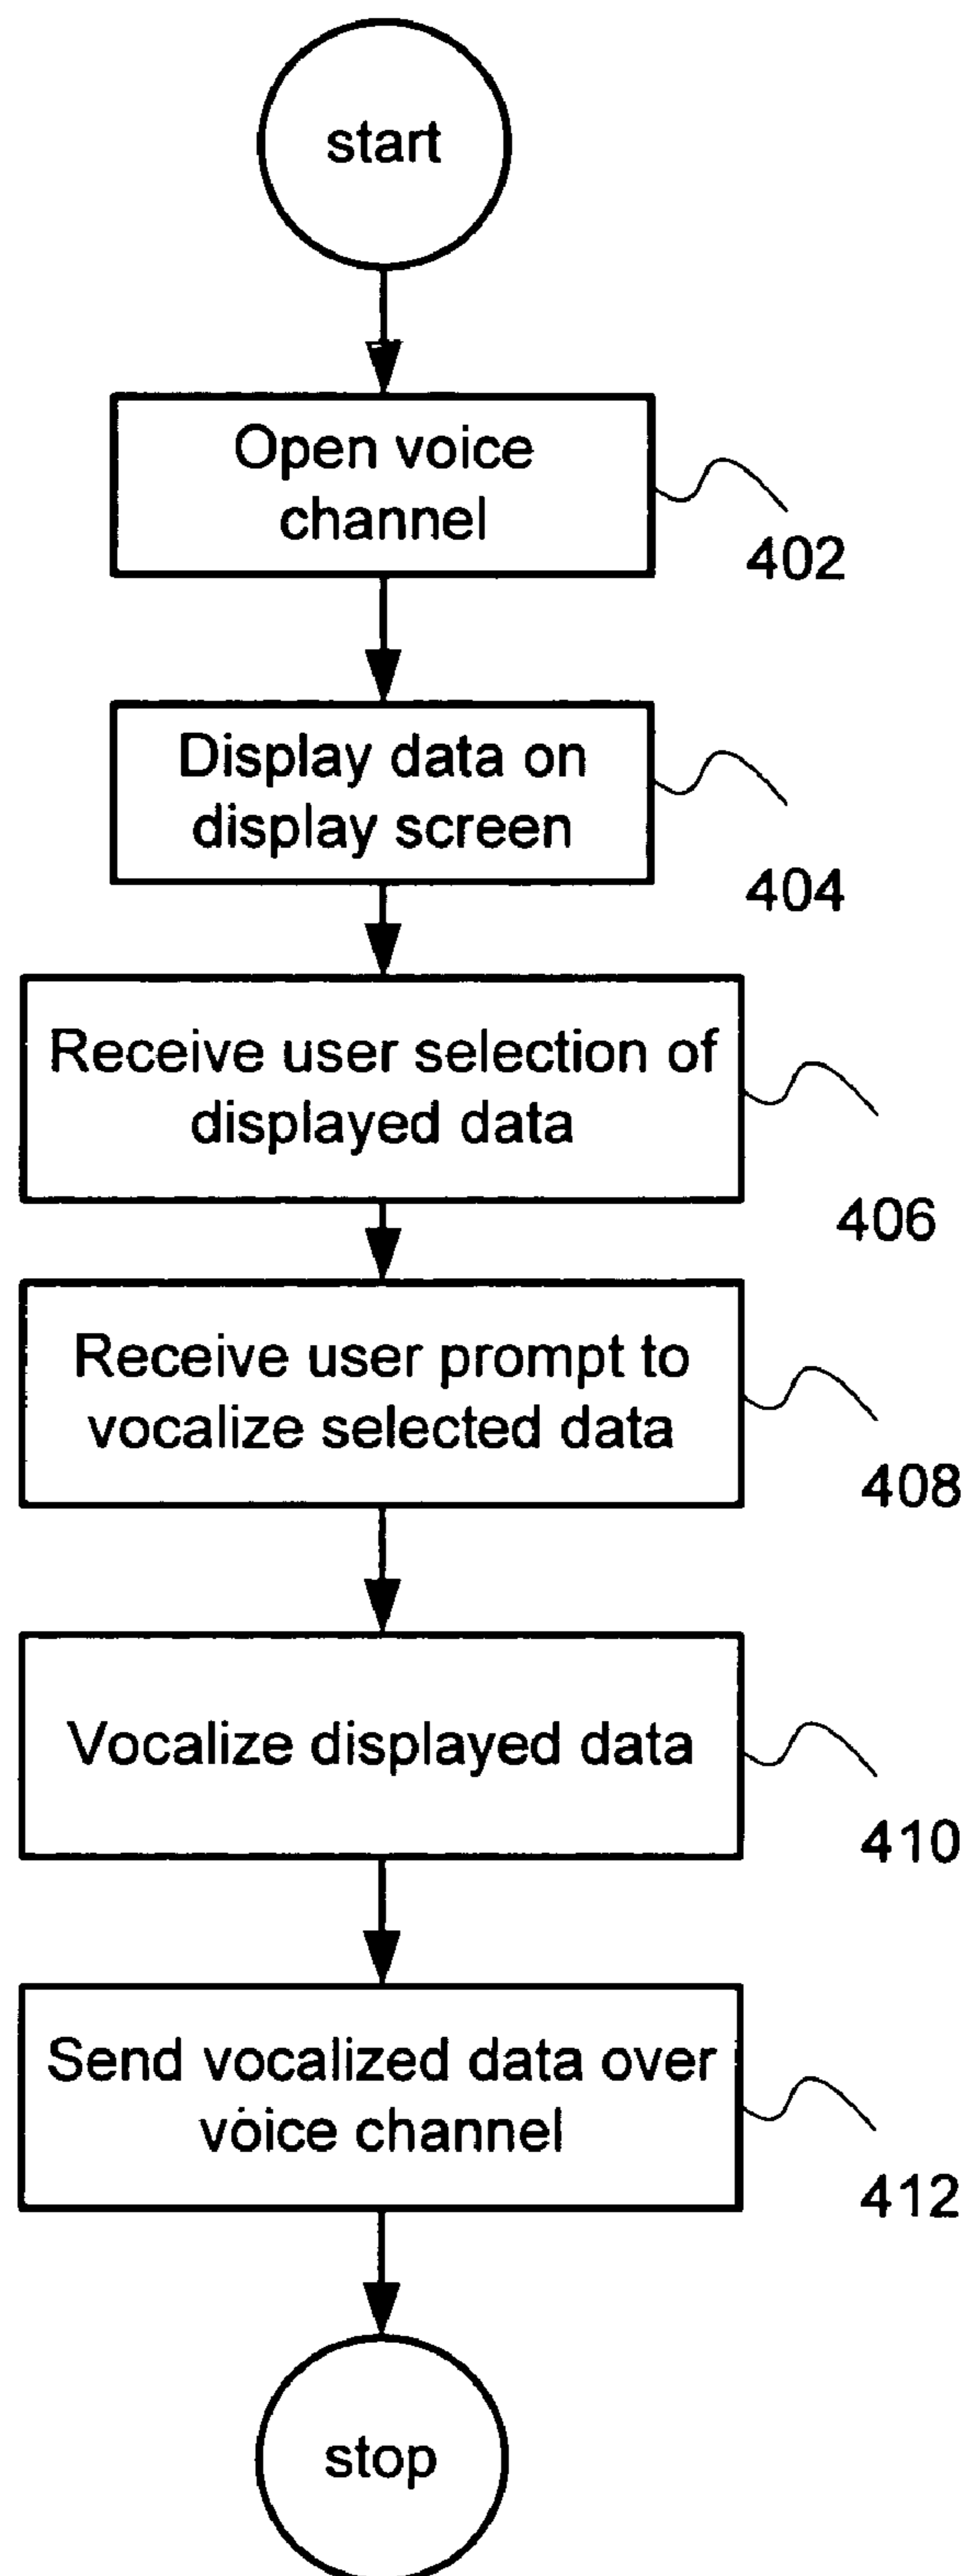 start
Open voice
channel
402
Display data on
display screen
404
Receive user selection of
displayed data
406
Receive user prompt to
vocalize selected data
408
Vocalize displayed data
410
Send vocalized data over
voice channel
412
stop